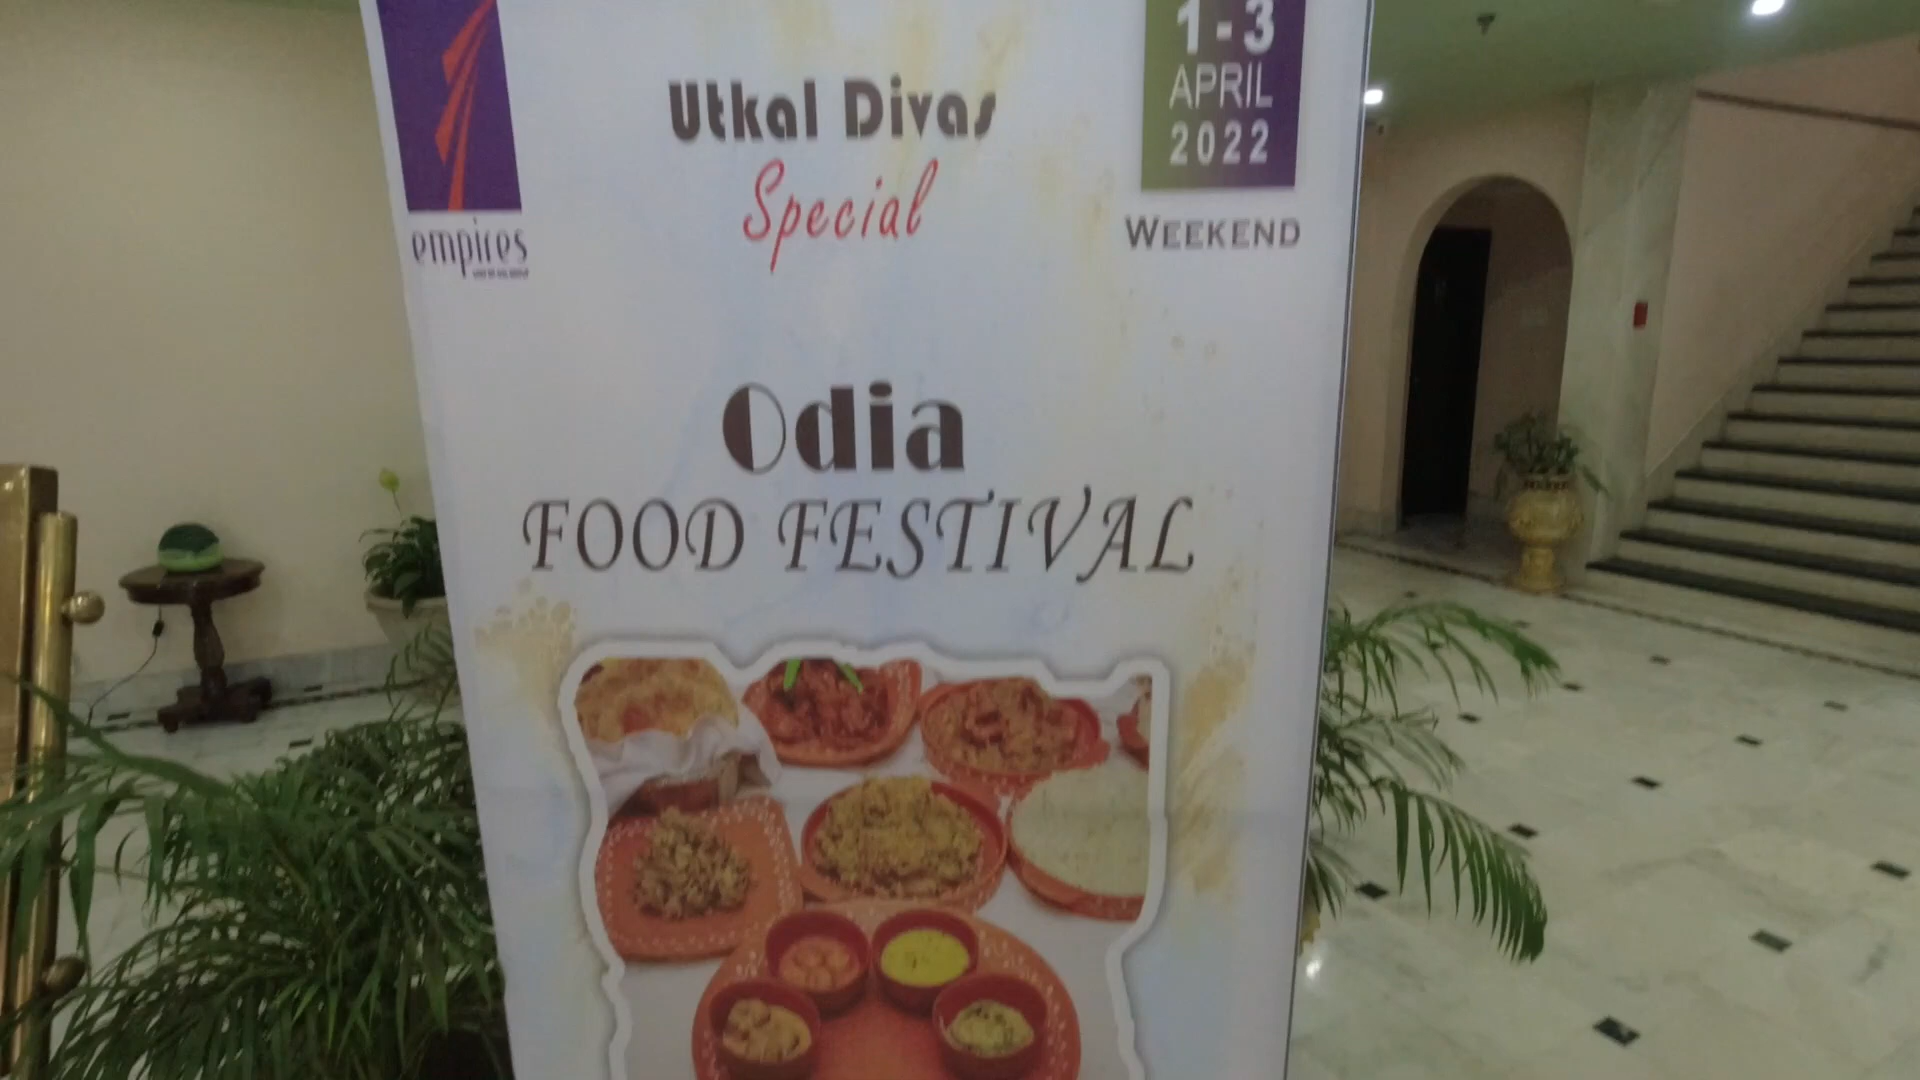 empires
Utkal Divas
Special
1 - 3
APRIL
2022
WEEKEND
Odia
FOOD FESTIVAL